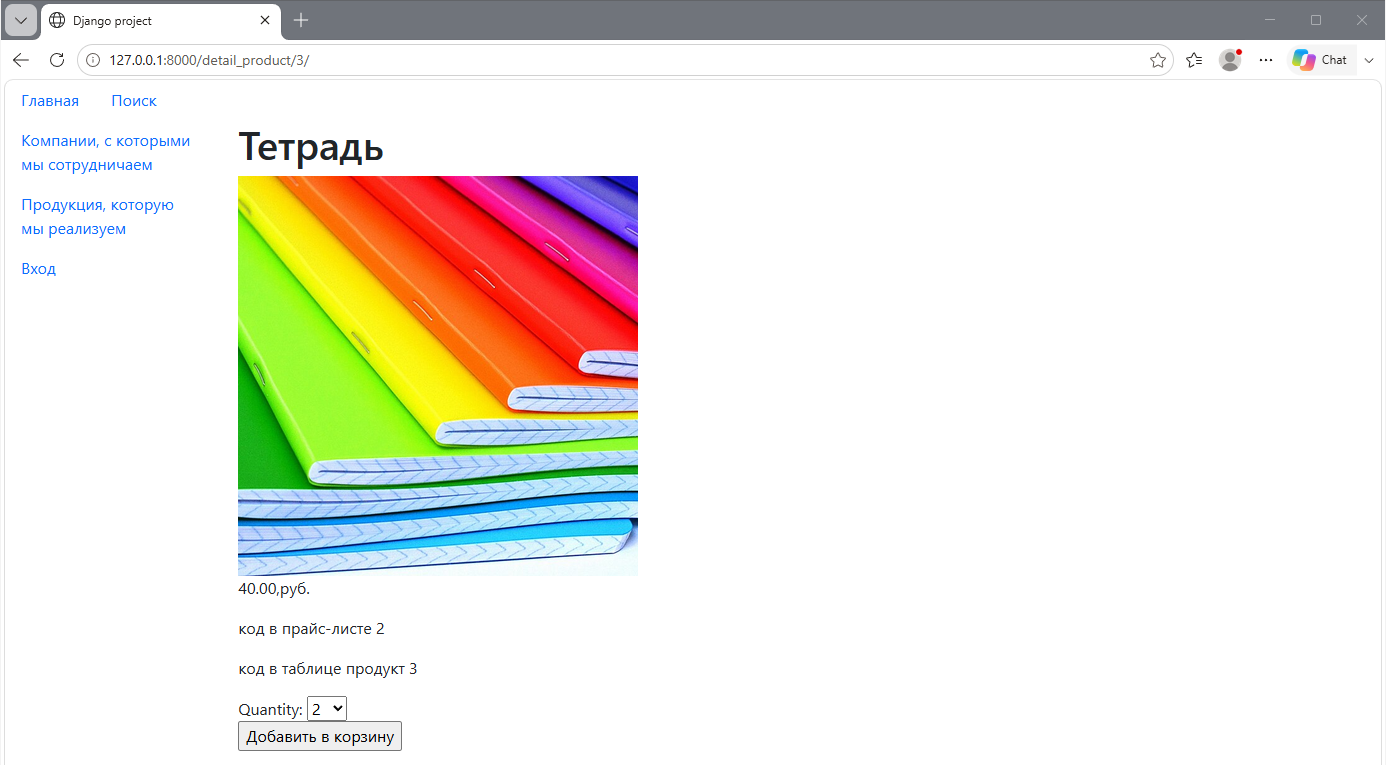 Django project
127.0.0.1:8000/detail_product/3/
Chat
Главная Поиск
Компании, с которыми
мы сотрудничаем
Продукция, которую
мы реализуем
Вход
Тетрадь
40.00,руб.
код в прайс-листе 2
код в таблице продукт 3
Quantity: 2
Добавить в корзину